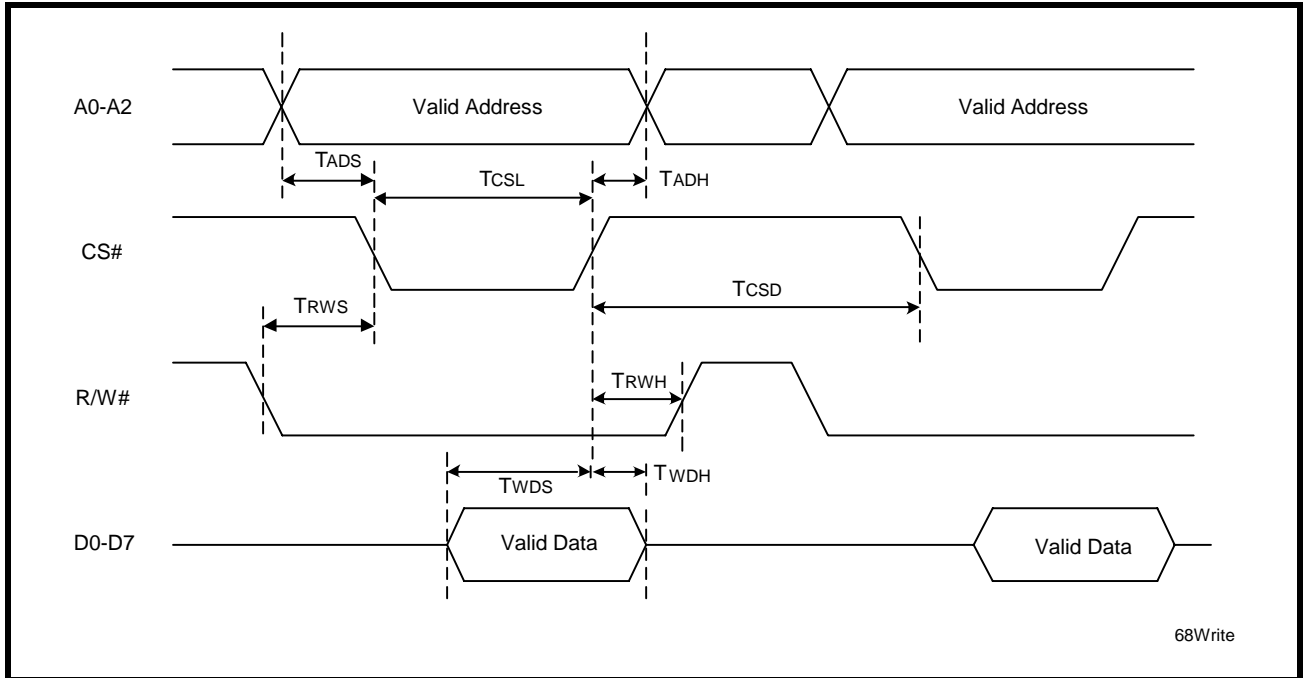 A0-A2
Valid Address
Valid Address
TADS
TCSL
TADH
CS#
TCSD
TRWS
TRWH
R/W#
TWDS
TWDH
D0-D7
Valid Data
Valid Data
68Write